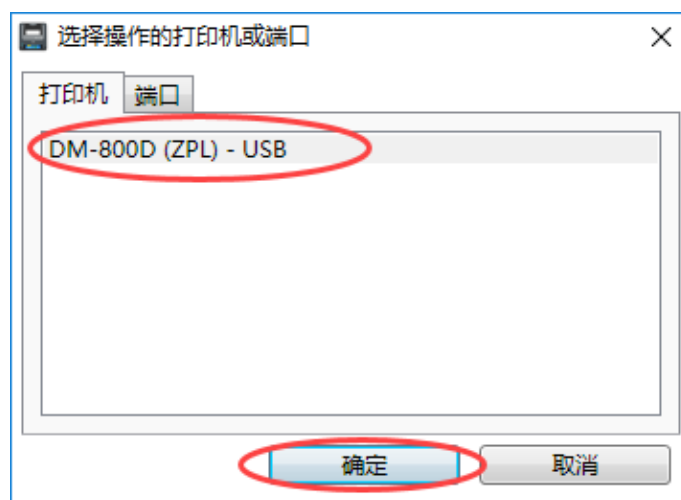 选择操作的打印机或端口
打印机 端口
DM-800D (ZPL) - USB
确定 取消